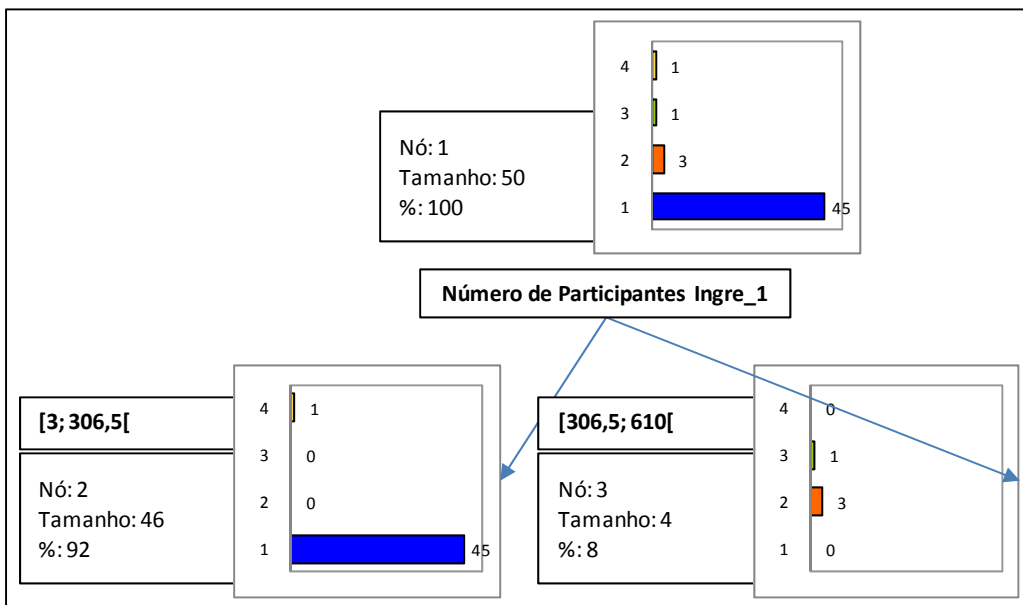 4 1
3 1
2 3
1 45
Nó: 1
Tamanho: 50
%: 100
Número de Participantes Ingre_1
[3; 306,5[
4 1
3 0
2 0
1 45
Nó: 2
Tamanho: 46
%: 92
[306,5; 610[
4 0
3 1
2 3
1 0
Nó: 3
Tamanho: 4
%: 8